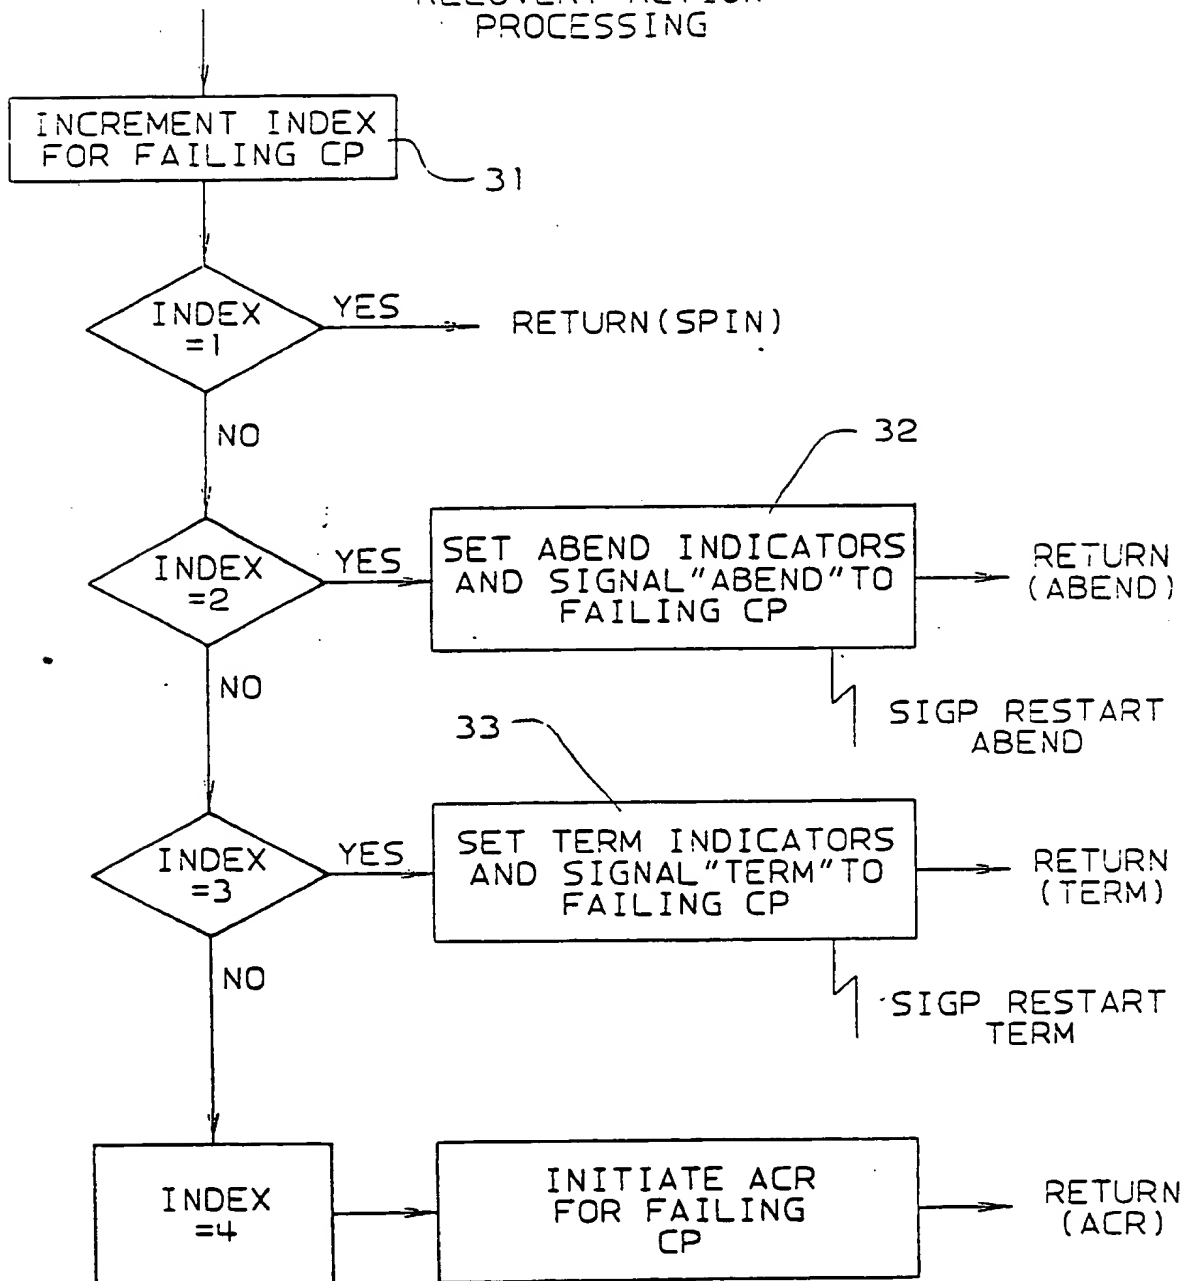 RECOVERY ACTION
PROCESSING
INCREMENT INDEX
FOR FAILING CP
31
INDEX
=1
YES
RETURN(SPIN)
NO
32
INDEX
=2
YES
SET ABEND INDICATORS
AND SIGNAL "ABEND" TO
FAILING CP
RETURN
(ABEND)
NO
SIGP RESTART
ABEND
33
INDEX
=3
YES
SET TERM INDICATORS
AND SIGNAL "TERM" TO
FAILING CP
RETURN
(TERM)
NO
SIGP RESTART
TERM
INDEX
=4
INITIATE ACR
FOR FAILING
CP
RETURN
(ACR)